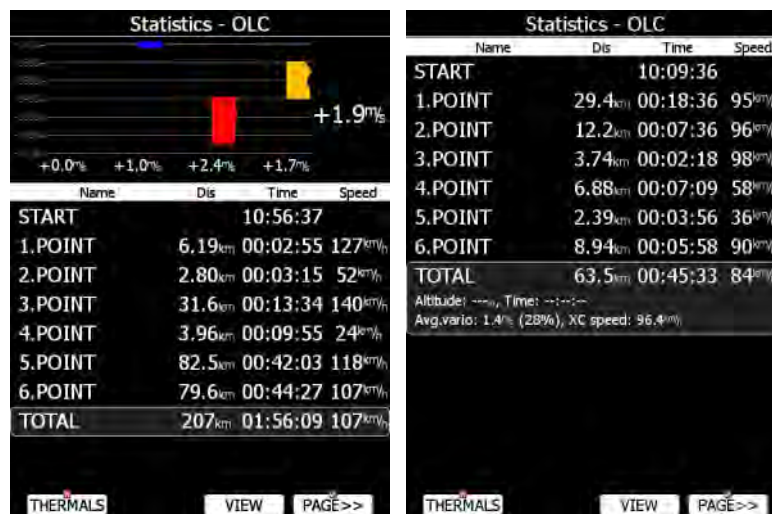 Statistics - OLC
+1.9m/s
+0.0m/s +1.0m/s +2.4m/s +1.7m/s
Name Dis Time Speed
START 10:56:37
1.POINT 6.19km 00:02:55 127km/h
2.POINT 2.80km 00:03:15 52km/h
3.POINT 31.6km 00:13:34 140km/h
4.POINT 3.96km 00:09:55 24km/h
5.POINT 82.5km 00:42:03 118km/h
6.POINT 79.6km 00:44:27 107km/h
TOTAL 207km 01:56:09 107km/h
THERMALS VIEW PAGE>>
Statistics - OLC
Name Dis Time Speed
START 10:09:36
1.POINT 29.4km 00:18:36 95km/h
2.POINT 12.2km 00:07:36 96km/h
3.POINT 3.74km 00:02:18 98km/h
4.POINT 6.88km 00:07:09 58km/h
5.POINT 2.39km 00:03:56 36km/h
6.POINT 8.94km 00:05:58 90km/h
TOTAL 63.5km 00:45:33 84km/h
Altitude: ---m, Time: --:--:--
Avg.vario: 1.4m/s (28%), XC speed: 96.4km/h
THERMALS VIEW PAGE>>